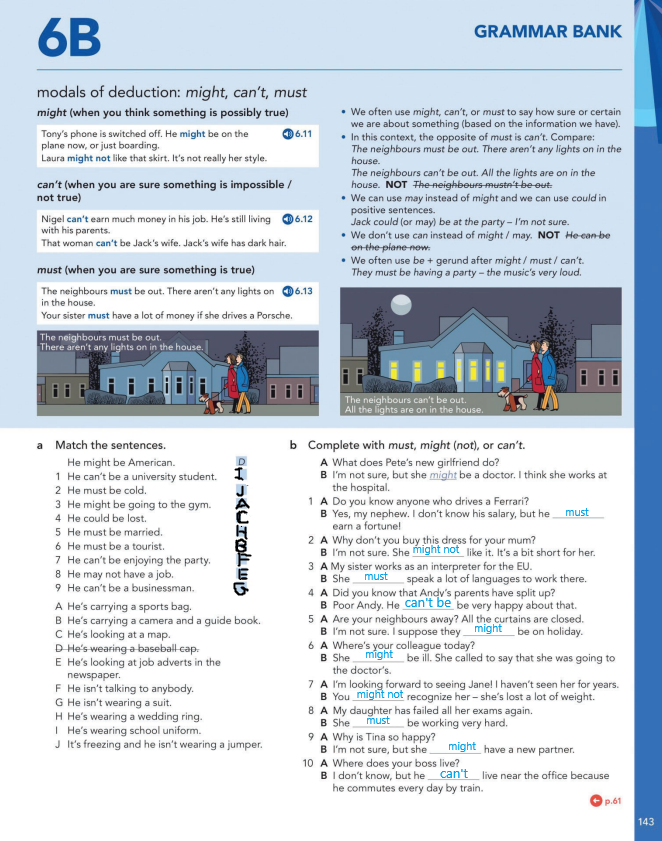 6B
GRAMMAR BANK
modals of deduction: might, can't, must
might (when you think something is possibly true)
Tony's phone is switched off. He might be on the 6.11
plane now, or just boarding.
Laura might not like that skirt. It's not really her style.
can't (when you are sure something is impossible /
not true)
Nigel can't earn much money in his job. He's still living 6.12
with his parents.
That woman can't be Jack's wife. Jack's wife has dark hair.
must (when you are sure something is true)
The neighbours must be out. There aren't any lights on 6.13
in the house.
Your sister must have a lot of money if she drives a Porsche.
The neighbours must be out.
There aren't any lights on in the house.
• We often use might, can't, or must to say how sure or certain
we are about something (based on the information we have).
• In this context, the opposite of must is can't. Compare:
The neighbours must be out. There aren't any lights on in the
house.
The neighbours can't be out. All the lights are on in the
house. NOT The neighbours mustn't be out.
• We can use may instead of might and we can use could in
positive sentences.
Jack could (or may) be at the party – I'm not sure.
• We don't use can instead of might / may. NOT He can be
on the plane now.
• We often use be + gerund after might / must / can't.
They must be having a party – the music's very loud.
The neighbours can't be out.
All the lights are on in the house.
a Match the sentences.
He might be American. D
1 He can't be a university student. I
2 He must be cold. J
3 He might be going to the gym. A
4 He could be lost. C
5 He must be married. H
6 He must be a tourist. B
7 He can't be enjoying the party. F
8 He may not have a job. E
9 He can't be a businessman. G
A He's carrying a sports bag.
B He's carrying a camera and a guide book.
C He's looking at a map.
D He's wearing a baseball cap.
E He's looking at job adverts in the
newspaper.
F He isn't talking to anybody.
G He isn't wearing a suit.
H He's wearing a wedding ring.
I He's wearing school uniform.
J It's freezing and he isn't wearing a jumper.
b Complete with must, might (not), or can't.
A What does Pete's new girlfriend do?
B I'm not sure, but she might be a doctor. I think she works at
the hospital.
1 A Do you know anyone who drives a Ferrari?
B Yes, my nephew. I don't know his salary, but he must
earn a fortune!
2 A Why don't you buy this dress for your mum?
B I'm not sure. She might not like it. It's a bit short for her.
3 A My sister works as an interpreter for the EU.
B She must speak a lot of languages to work there.
4 A Did you know that Andy's parents have split up?
B Poor Andy. He can't be be very happy about that.
5 A Are your neighbours away? All the curtains are closed.
B I'm not sure. I suppose they might be on holiday.
6 A Where's your colleague today?
B She might be ill. She called to say that she was going to
the doctor's.
7 A I'm looking forward to seeing Jane! I haven't seen her for years.
B You might not recognize her – she's lost a lot of weight.
8 A My daughter has failed all her exams again.
B She must be working very hard.
9 A Why is Tina so happy?
B I'm not sure, but she might have a new partner.
10 A Where does your boss live?
B I don't know, but he can't live near the office because
he commutes every day by train.
p.61
143